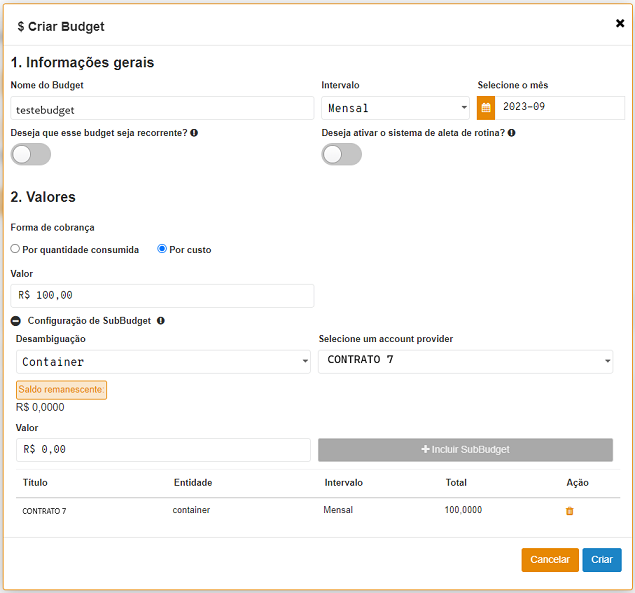 $ Criar Budget
1. Informações gerais
Nome do Budget Intervalo Selecione o mês
testebudget Mensal 2023-09
Deseja que esse budget seja recorrente? Deseja ativar o sistema de aleta de rotina?
2. Valores
Forma de cobrança
Por quantidade consumida Por custo
Valor
R$ 100,00
Configuração de SubBudget
Desambiguação Selecione um account provider
Container CONTRATO 7
Saldo remanescente:
R$ 0,0000
Valor
R$ 0,00 + Incluir SubBudget
Título Entidade Intervalo Total Ação
CONTRATO 7 container Mensal 100,0000
Cancelar Criar